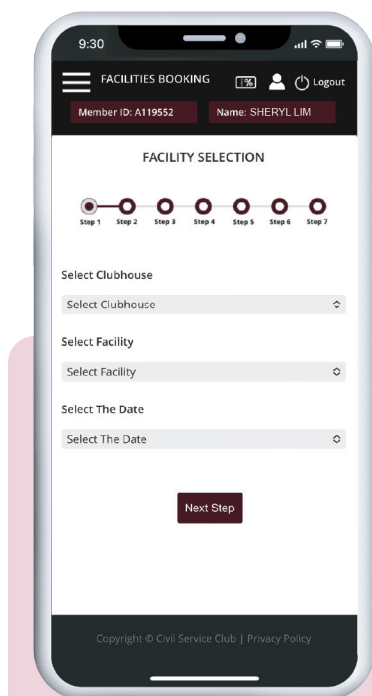 9:30
FACILITIES BOOKING
Logout
Member ID: A119552
Name: SHERYL LIM
FACILITY SELECTION
Step 1 Step 2 Step 3 Step 4 Step 5 Step 6 Step 7
Select Clubhouse
Select Clubhouse
Select Facility
Select Facility
Select The Date
Select The Date
Next Step
Copyright © Civil Service Club | Privacy Policy